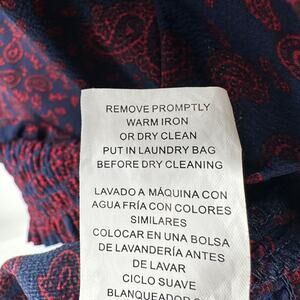 REMOVE PROMPTLY
WARM IRON
OR DRY CLEAN
PUT IN LAUNDRY BAG
BEFORE DRY CLEANING
LAVADO A MÁQUINA CON
AGUA FRÍA CON COLORES
SIMILARES
COLOCAR EN UNA BOLSA
DE LAVANDERÍA ANTES
DE LAVAR
CICLO SUAVE
BLANQUEADOR